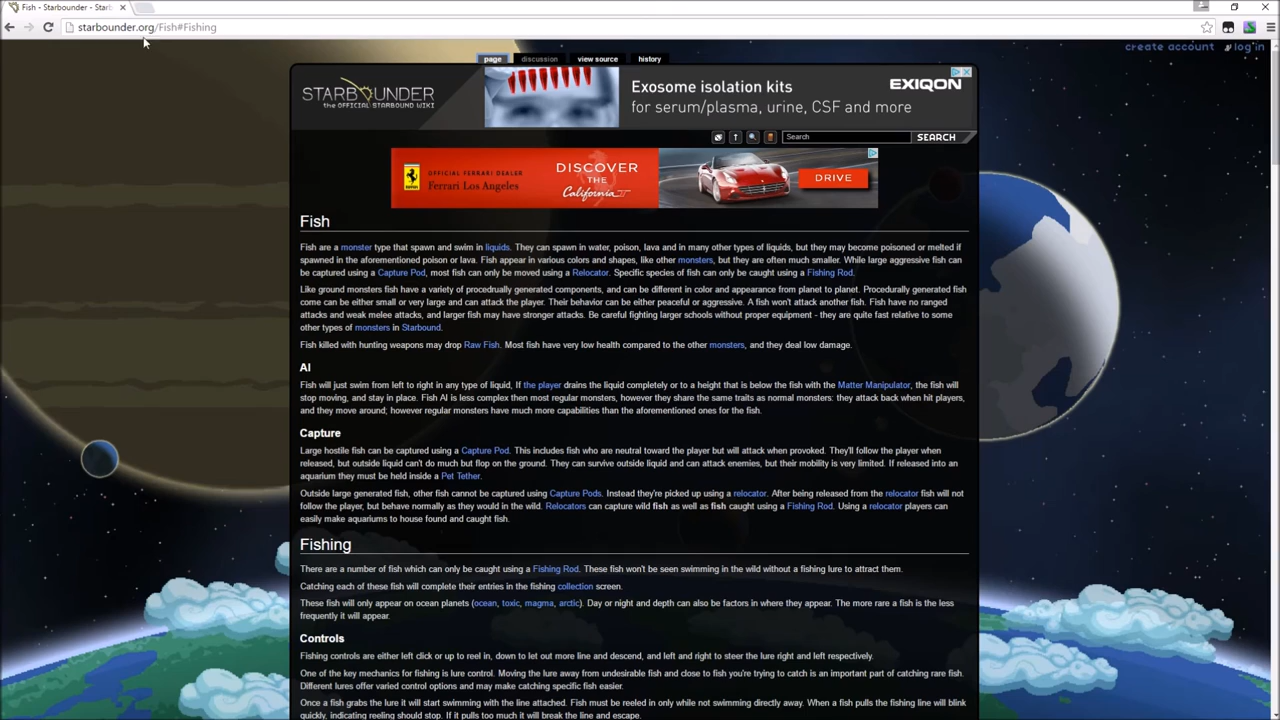 Fish - Starbounder - Starb
starbounder.org/Fish#Fishing
create account log in
page discussion view source history
STARBOUNDER
the OFFICIAL STARBOUND WIKI
Exosome isolation kits
for serum/plasma, urine, CSF and more
EXIQON
Search SEARCH
OFFICIAL FERRARI DEALER
Ferrari Los Angeles
DISCOVER
THE
California T
DRIVE
Fish
Fish are a monster type that spawn and swim in liquids. They can spawn in water, poison, lava and in many other types of liquids, but they may become poisoned or melted if
spawned in the aforementioned poison or lava. Fish appear in various colors and shapes, like other monsters, but they are often much smaller. While large aggressive fish can
be captured using a Capture Pod, most fish can only be moved using a Relocator. Specific species of fish can only be caught using a Fishing Rod.
Like ground monsters fish have a variety of procedrually generated components, and can be different in color and appearance from planet to planet. Procedurally generated fish
come can be either small or very large and can attack the player. Their behavior can be either peaceful or aggressive. A fish won't attack another fish. Fish have no ranged
attacks and weak melee attacks, and larger fish may have stronger attacks. Be careful fighting larger schools without proper equipment - they are quite fast relative to some
other types of monsters in Starbound.
Fish killed with hunting weapons may drop Raw Fish. Most fish have very low health compared to the other monsters, and they deal low damage.
AI
Fish will just swim from left to right in any type of liquid, If the player drains the liquid completely or to a height that is below the fish with the Matter Manipulator, the fish will
stop moving, and stay in place. Fish AI is less complex then most regular monsters, however they share the same traits as normal monsters: they attack back when hit players,
and they move around; however regular monsters have much more capabilities than the aforementioned ones for the fish.
Capture
Large hostile fish can be captured using a Capture Pod. This includes fish who are neutral toward the player but will attack when provoked. They'll follow the player when
released, but outside liquid can't do much but flop on the ground. They can survive outside liquid and can attack enemies, but their mobility is very limited. If released into an
aquarium they must be held inside a Pet Tether.
Outside large generated fish, other fish cannot be captured using Capture Pods. Instead they're picked up using a relocator. After being released from the relocator fish will not
follow the player, but behave normally as they would in the wild. Relocators can capture wild fish as well as fish caught using a Fishing Rod. Using a relocator players can
easily make aquariums to house found and caught fish.
Fishing
There are a number of fish which can only be caught using a Fishing Rod. These fish won't be seen swimming in the wild without a fishing lure to attract them.
Catching each of these fish will complete their entries in the fishing collection screen.
These fish will only appear on ocean planets (ocean, toxic, magma, arctic). Day or night and depth can also be factors in where they appear. The more rare a fish is the less
frequently it will appear.
Controls
Fishing controls are either left click or up to reel in, down to let out more line and descend, and left and right to steer the lure right and left respectively.
One of the key mechanics for fishing is lure control. Moving the lure away from undesirable fish and close to fish you're trying to catch is an important part of catching rare fish.
Different lures offer varied control options and may make catching specific fish easier.
Once a fish grabs the lure it will start swimming with the line attached. Fish must be reeled in only while not swimming directly away. When a fish pulls the fishing line will blink
quickly, indicating reeling should stop. If it pulls too much it will break the line and escape.